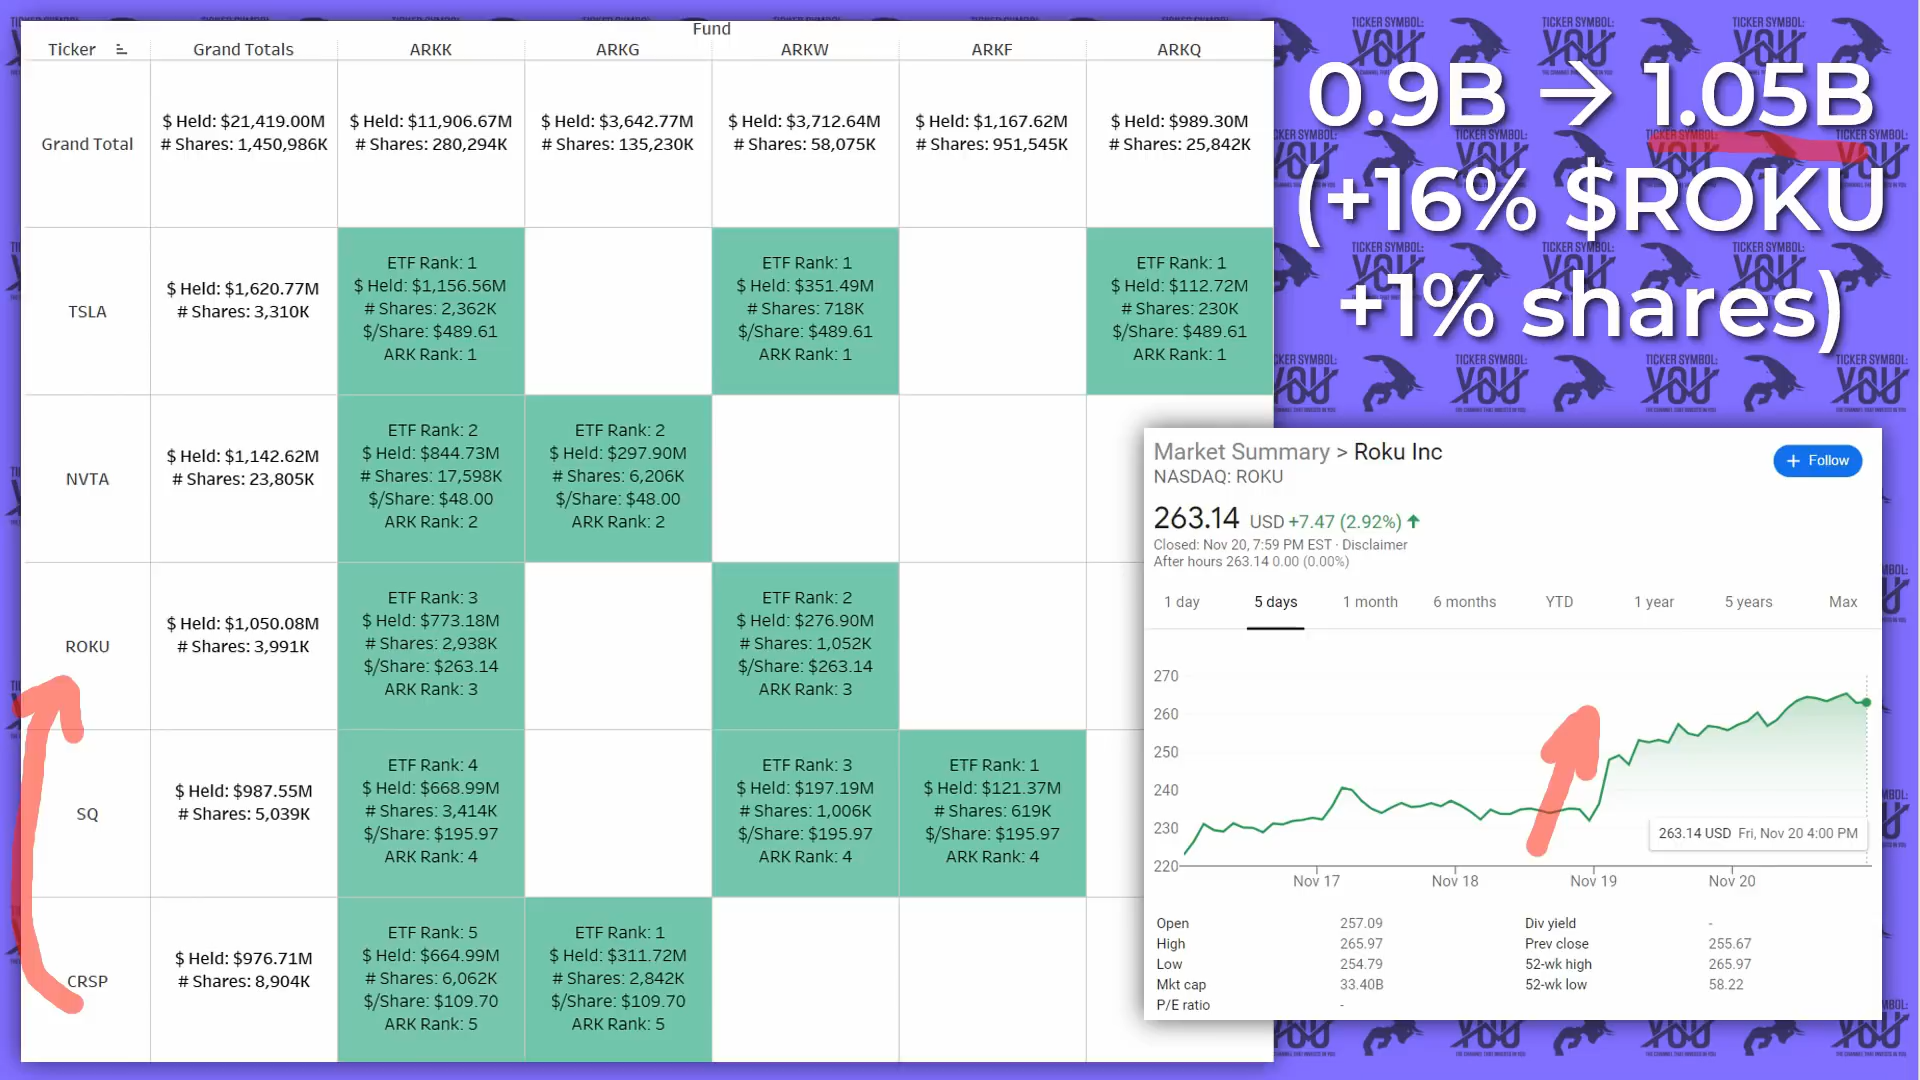 Fund
Ticker Grand Totals ARKK ARKG ARKW ARKF ARKQ
Grand Total
$ Held: $21,419.00M
# Shares: 1,450,986K
$ Held: $11,906.67M
# Shares: 280,294K
$ Held: $3,642.77M
# Shares: 135,230K
$ Held: $3,712.64M
# Shares: 58,075K
$ Held: $1,167.62M
# Shares: 951,545K
$ Held: $989.30M
# Shares: 25,842K
TSLA
$ Held: $1,620.77M
# Shares: 3,310K
ETF Rank: 1
$ Held: $1,156.56M
# Shares: 2,362K
$/Share: $489.61
ARK Rank: 1
ETF Rank: 1
$ Held: $351.49M
# Shares: 718K
$/Share: $489.61
ARK Rank: 1
ETF Rank: 1
$ Held: $112.72M
# Shares: 230K
$/Share: $489.61
ARK Rank: 1
NVTA
$ Held: $1,142.62M
# Shares: 23,805K
ETF Rank: 2
$ Held: $844.73M
# Shares: 17,598K
$/Share: $48.00
ARK Rank: 2
ETF Rank: 2
$ Held: $297.90M
# Shares: 6,206K
$/Share: $48.00
ARK Rank: 2
ROKU
$ Held: $1,050.08M
# Shares: 3,991K
ETF Rank: 3
$ Held: $773.18M
# Shares: 2,938K
$/Share: $263.14
ARK Rank: 3
ETF Rank: 2
$ Held: $276.90M
# Shares: 1,052K
$/Share: $263.14
ARK Rank: 3
SQ
$ Held: $987.55M
# Shares: 5,039K
ETF Rank: 4
$ Held: $668.99M
# Shares: 3,414K
$/Share: $195.97
ARK Rank: 4
ETF Rank: 3
$ Held: $197.19M
# Shares: 1,006K
$/Share: $195.97
ARK Rank: 4
ETF Rank: 1
$ Held: $121.37M
# Shares: 619K
$/Share: $195.97
ARK Rank: 4
CRSP
$ Held: $976.71M
# Shares: 8,904K
ETF Rank: 5
$ Held: $664.99M
# Shares: 6,062K
$/Share: $109.70
ARK Rank: 5
ETF Rank: 1
$ Held: $311.72M
# Shares: 2,842K
$/Share: $109.70
ARK Rank: 5
0.9B → 1.05B
(+16% $ROKU
+1% shares)
TICKER SYMBOL:
YOU
THE CHANNEL THAT INVESTS IN YOU
Market Summary > Roku Inc
NASDAQ: ROKU
+ Follow
263.14 USD +7.47 (2.92%)
Closed: Nov 20, 7:59 PM EST · Disclaimer
After hours 263.14 0.00 (0.00%)
1 day 5 days 1 month 6 months YTD 1 year 5 years Max
270
260
250
240
230
220
263.14 USD Fri, Nov 20 4:00 PM
Nov 17 Nov 18 Nov 19 Nov 20
Open 257.09 Div yield -
High 265.97 Prev close 255.67
Low 254.79 52-wk high 265.97
Mkt cap 33.40B 52-wk low 58.22
P/E ratio -